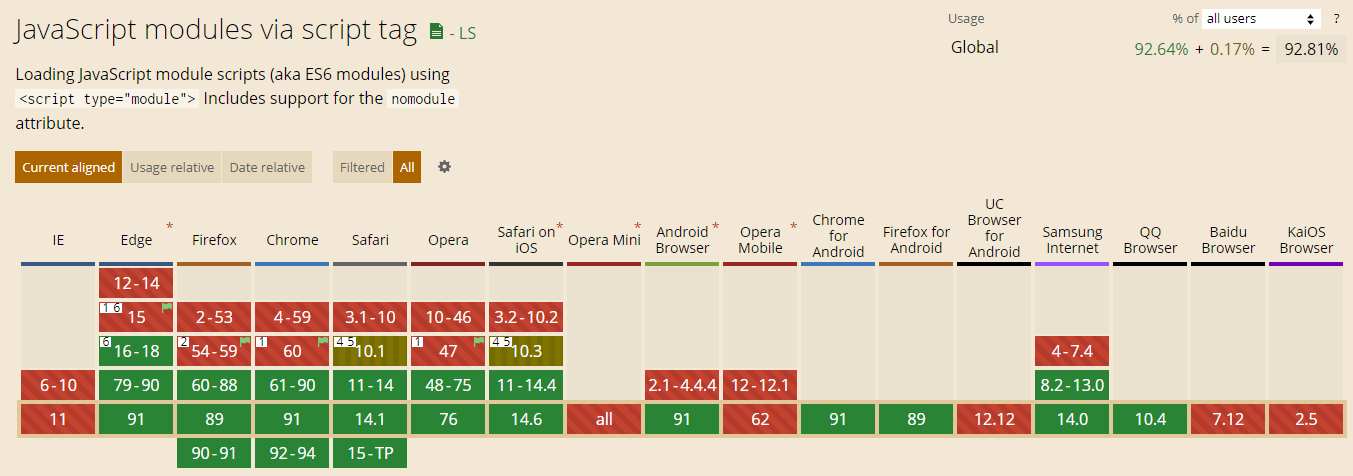 JavaScript modules via script tag - LS
Usage % of all users ?
Global 92.64% + 0.17% = 92.81%
Loading JavaScript module scripts (aka ES6 modules) using
<script type="module"> Includes support for the nomodule
attribute.
Current aligned Usage relative Date relative Filtered All
IE Edge * Firefox Chrome Safari Opera Safari on iOS * Opera Mini Android Browser * Opera Mobile * Chrome for Android Firefox for Android UC Browser for Android Samsung Internet QQ Browser Baidu Browser KaiOS Browser
12-14
1 6 15 2-53 4-59 3.1-10 10-46 3.2-10.2
6 16-18 2 54-59 1 60 4 5 10.1 1 47 4 5 10.3 4-7.4
6-10 79-90 60-88 61-90 11-14 48-75 11-14.4 2.1-4.4.4 12-12.1 8.2-13.0
11 91 89 91 14.1 76 14.6 all 91 62 91 89 12.12 14.0 10.4 7.12 2.5
90-91 92-94 15-TP